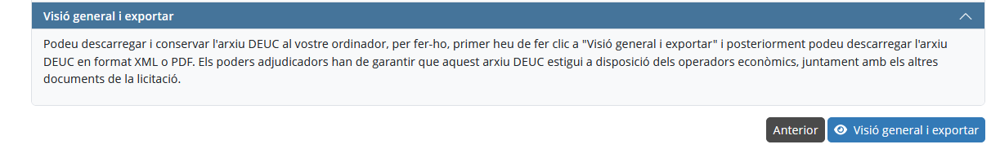 Visió general i exportar
Podeu descarregar i conservar l'arxiu DEUC al vostre ordinador, per fer-ho, primer heu de fer clic a "Visió general i exportar" i posteriorment podeu descarregar l'arxiu
DEUC en format XML o PDF. Els poders adjudicadors han de garantir que aquest arxiu DEUC estigui a disposició dels operadors econòmics, juntament amb els altres
documents de la licitació.
Anterior
Visió general i exportar